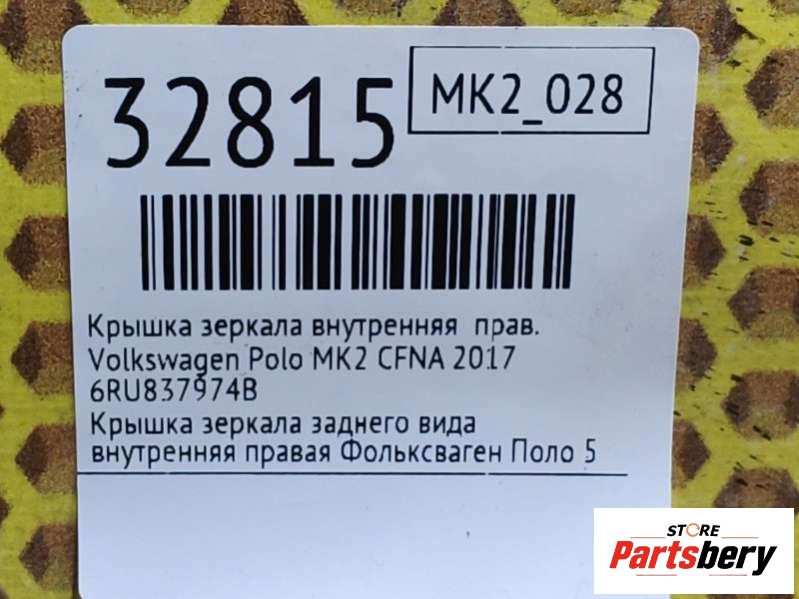 32815
MK2_028
Крышка зеркала внутренняя прав.
Volkswagen Polo MK2 CFNA 2017
6RU837974B
Крышка зеркала заднего вида
внутренняя правая Фольксваген Поло 5
STORE
Partsbery